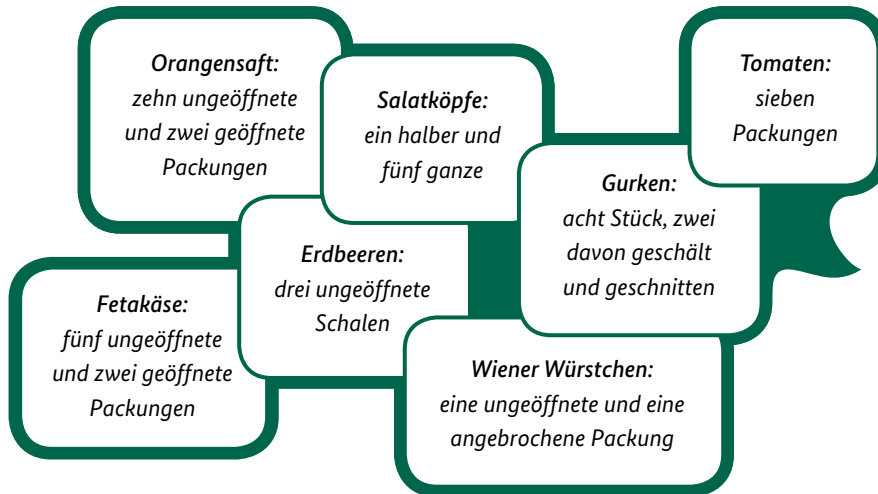 Orangensaft:
zehn ungeöffnete
und zwei geöffnete
Packungen
Salatköpfe:
ein halber und
fünf ganze
Tomaten:
sieben
Packungen
Gurken:
acht Stück, zwei
davon geschält
und geschnitten
Erdbeeren:
drei ungeöffnete
Schalen
Fetakäse:
fünf ungeöffnete
und zwei geöffnete
Packungen
Wiener Würstchen:
eine ungeöffnete und eine
angebrochene Packung